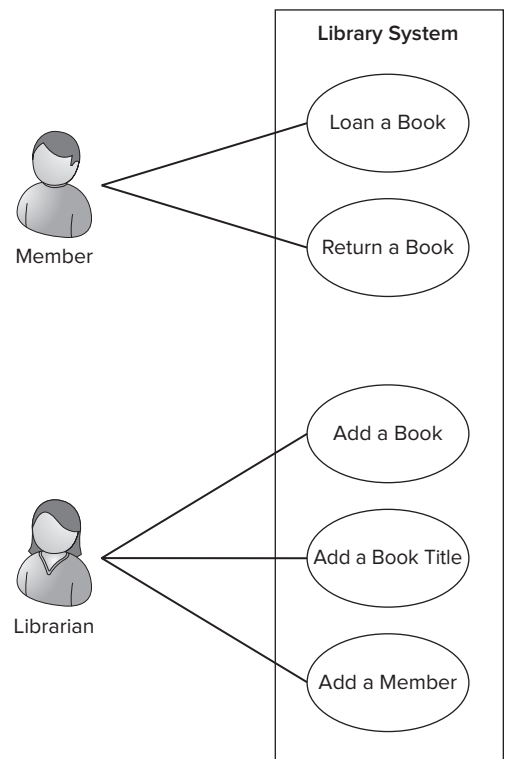 Library System
Loan a Book
Return a Book
Member
Add a Book
Add a Book Title
Librarian
Add a Member